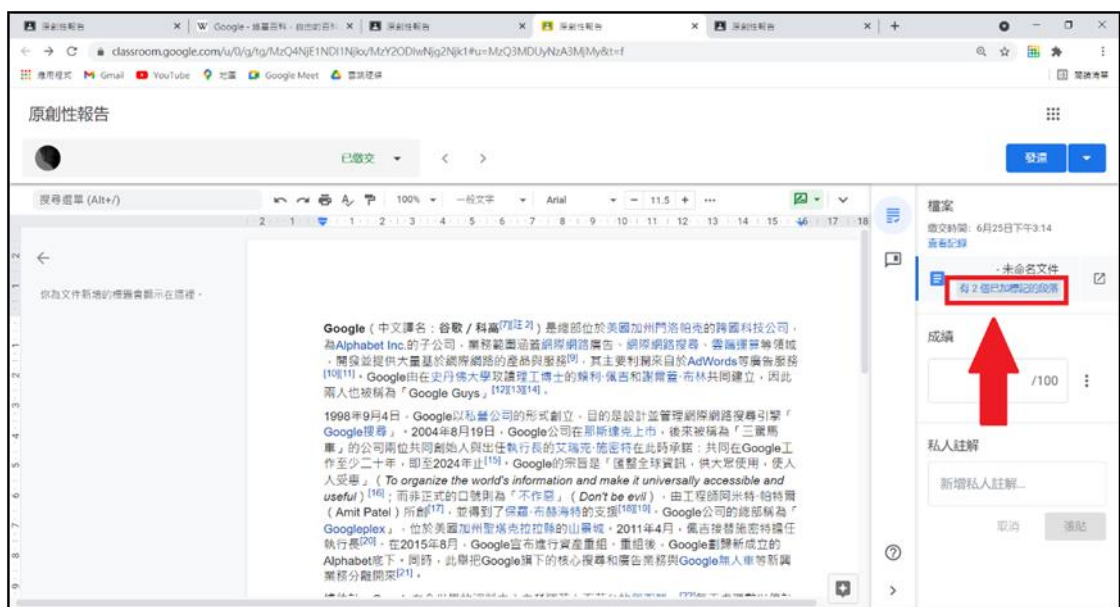 原創性報告
W Google - 維基百科，自由的百科
原創性報告
原創性報告
原創性報告
classroom.google.com/u/0/g/tg/MzQ4NjE1NDI1Njkx/MzY2ODIwNjg2Njk1#u=MzQ3MDUyNzA3MjMy&t=f
應用程式 Gmail YouTube 地圖 Google Meet 雲端硬碟 閱讀清單
原創性報告
已繳交
發還
搜尋選單 (Alt+/) 100% 一般文字 Arial 11.5
2 1 1 2 3 4 5 6 7 8 9 10 11 12 13 14 15 16 17 18
檔案
繳交時間：6月25日下午3:14
查看記錄
- 未命名文件
有 2 個已加標記的段落
你為文件新增的標題會顯示在這裡。
成績
/100
私人註解
新增私人註解...
取消 張貼
Google（中文譯名：谷歌 / 科高[7][註 2]）是總部位於美國加州門洛帕克的跨國科技公司，
為Alphabet Inc.的子公司，業務範圍涵蓋網際網路廣告、網際網路搜尋、雲端運算等領域
，開發並提供大量基於網際網路的產品與服務[9]，其主要利潤來自於AdWords等廣告服務
[10][11]。Google由在史丹佛大學攻讀理工博士的賴利·佩吉和謝爾蓋·布林共同建立，因此
兩人也被稱為「Google Guys」[12][13][14]。
1998年9月4日，Google以私營公司的形式創立，目的是設計並管理網際網路搜尋引擎「
Google搜尋」。2004年8月19日，Google公司在那斯達克上市，後來被稱為「三駕馬
車」的公司兩位共同創始人與出任執行長的艾瑞克·施密特在此時承諾：共同在Google工
作至少二十年，即至2024年止[15]。Google的宗旨是「匯整全球資訊，供大眾使用，使人
人受惠」（To organize the world's information and make it universally accessible and
useful）[16]；而非正式的口號則為「不作惡」（Don't be evil），由工程師阿米特·帕特爾
（Amit Patel）所創[17]，並得到了保羅·布赫海特的支援[18][19]。Google公司的總部稱為「
Googleplex」，位於美國加州聖塔克拉拉縣的山景城。2011年4月，佩吉接替施密特擔任
執行長[20]。在2015年8月，Google宣布進行資產重組。重組後，Google劃歸新成立的
Alphabet底下。同時，此舉把Google旗下的核心搜尋和廣告業務與Google無人車等新興
業務分離開來[21]。